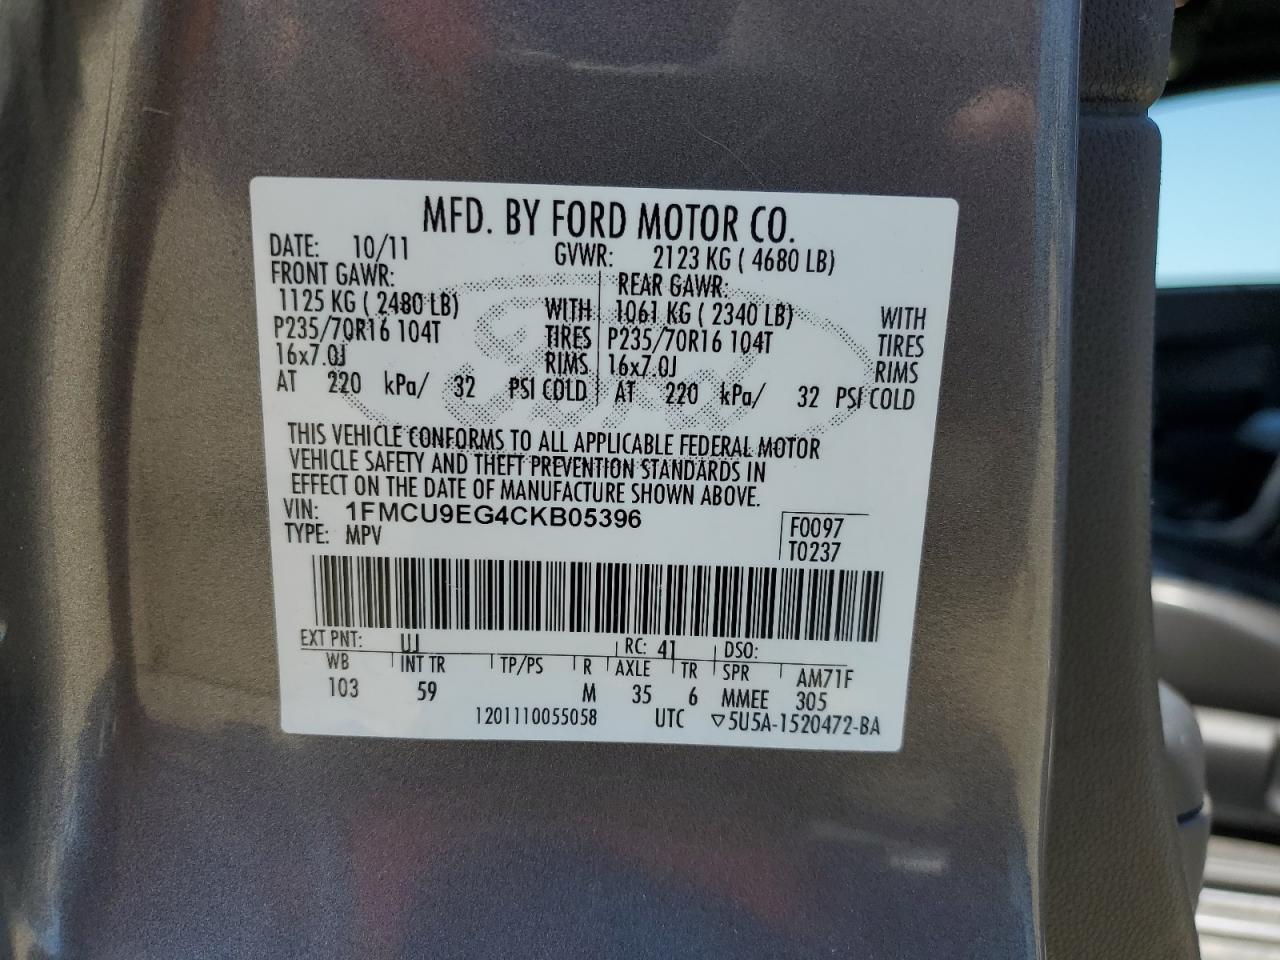 MFD. BY FORD MOTOR CO.
DATE: 10/11 GVWR: 2123 KG ( 4680 LB)
FRONT GAWR: REAR GAWR:
1125 KG ( 2480 LB) WITH 1061 KG ( 2340 LB) WITH
P235/70R16 104T TIRES P235/70R16 104T TIRES
16x7.0J RIMS 16x7.0J RIMS
AT 220 kPa/ 32 PSI COLD AT 220 kPa/ 32 PSI COLD
Ford
THIS VEHICLE CONFORMS TO ALL APPLICABLE FEDERAL MOTOR
VEHICLE SAFETY AND THEFT PREVENTION STANDARDS IN
EFFECT ON THE DATE OF MANUFACTURE SHOWN ABOVE.
VIN: 1FMCU9EG4CKB05396 F0097
TYPE: MPV T0237
EXT PNT: UJ RC: 41 DSO:
WB INT TR TP/PS R AXLE TR SPR AM71F
103 59 M 35 6 MMEE 305
1201110055058 UTC ▽5U5A-1520472-BA